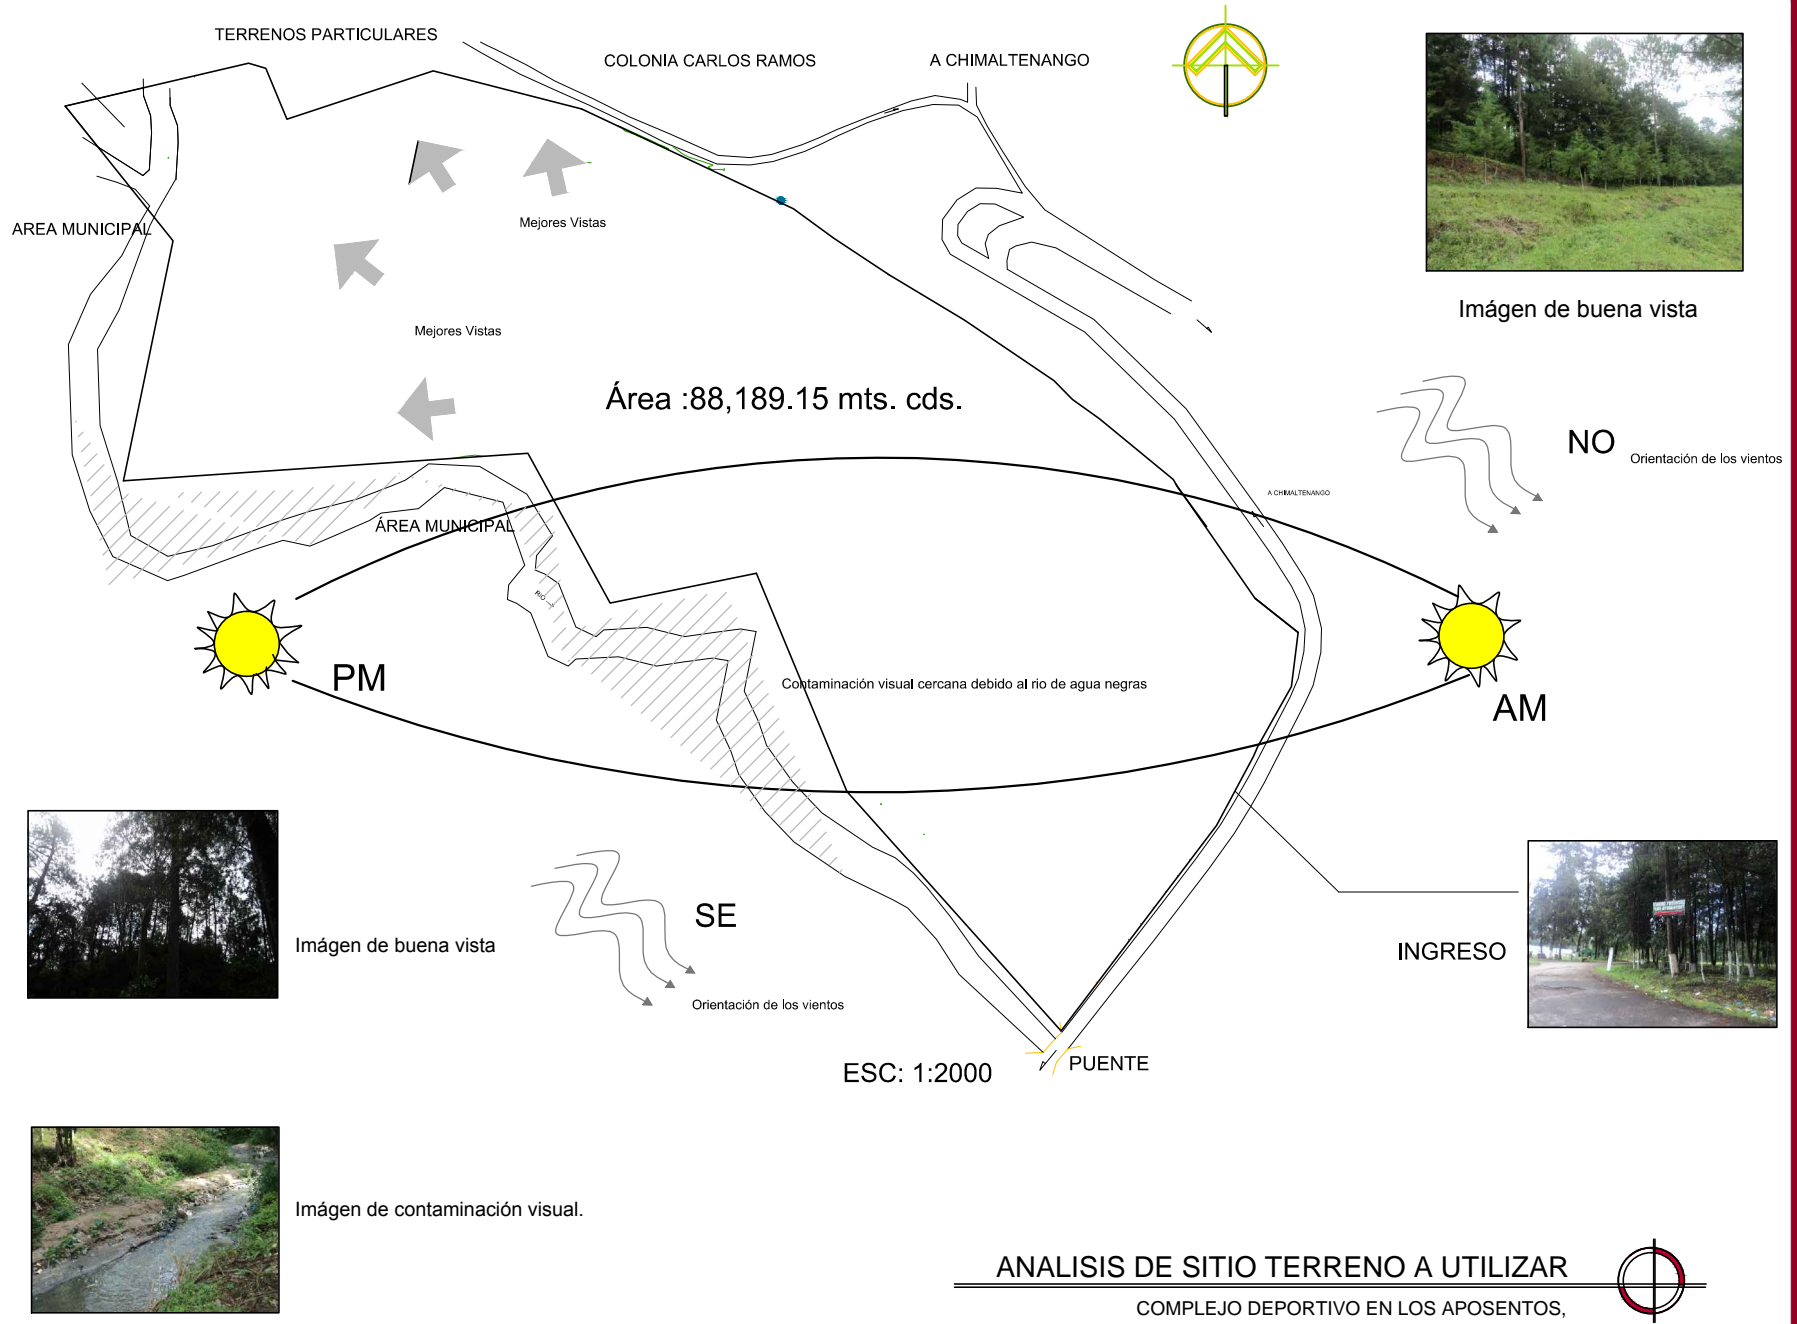 TERRENOS PARTICULARES
COLONIA CARLOS RAMOS
A CHIMALTENANGO
AREA MUNICIPAL
Mejores Vistas
Imágen de buena vista
Mejores Vistas
Área :88,189.15 mts. cds.
NO
Orientación de los vientos
A CHIMALTENANGO
ÁREA MUNICIPAL
RIO
PM
Contaminación visual cercana debido al rio de agua negras
AM
SE
Imágen de buena vista
INGRESO
Orientación de los vientos
ESC: 1:2000
PUENTE
Imágen de contaminación visual.
ANALISIS DE SITIO TERRENO A UTILIZAR
COMPLEJO DEPORTIVO EN LOS APOSENTOS,